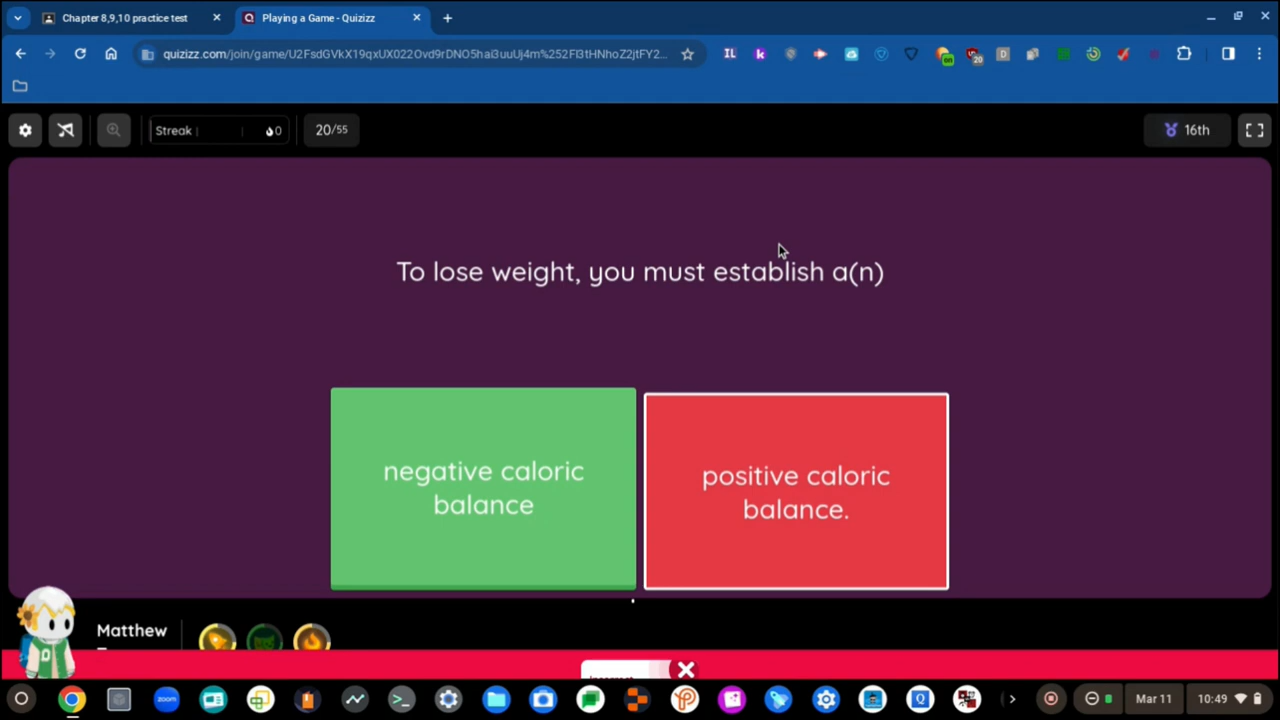 Chapter 8,9,10 practice test
Playing a Game - Quizizz
quizizz.com/join/game/U2FsdGVkX19qxUX022Ovd9rDNO5hai3uuUj4m%252Fl3tHNhoZ2jtFY2...
Streak
0
20/55
16th
To lose weight, you must establish a(n)
negative caloric
balance
positive caloric
balance.
Matthew
Mar 11
10:49